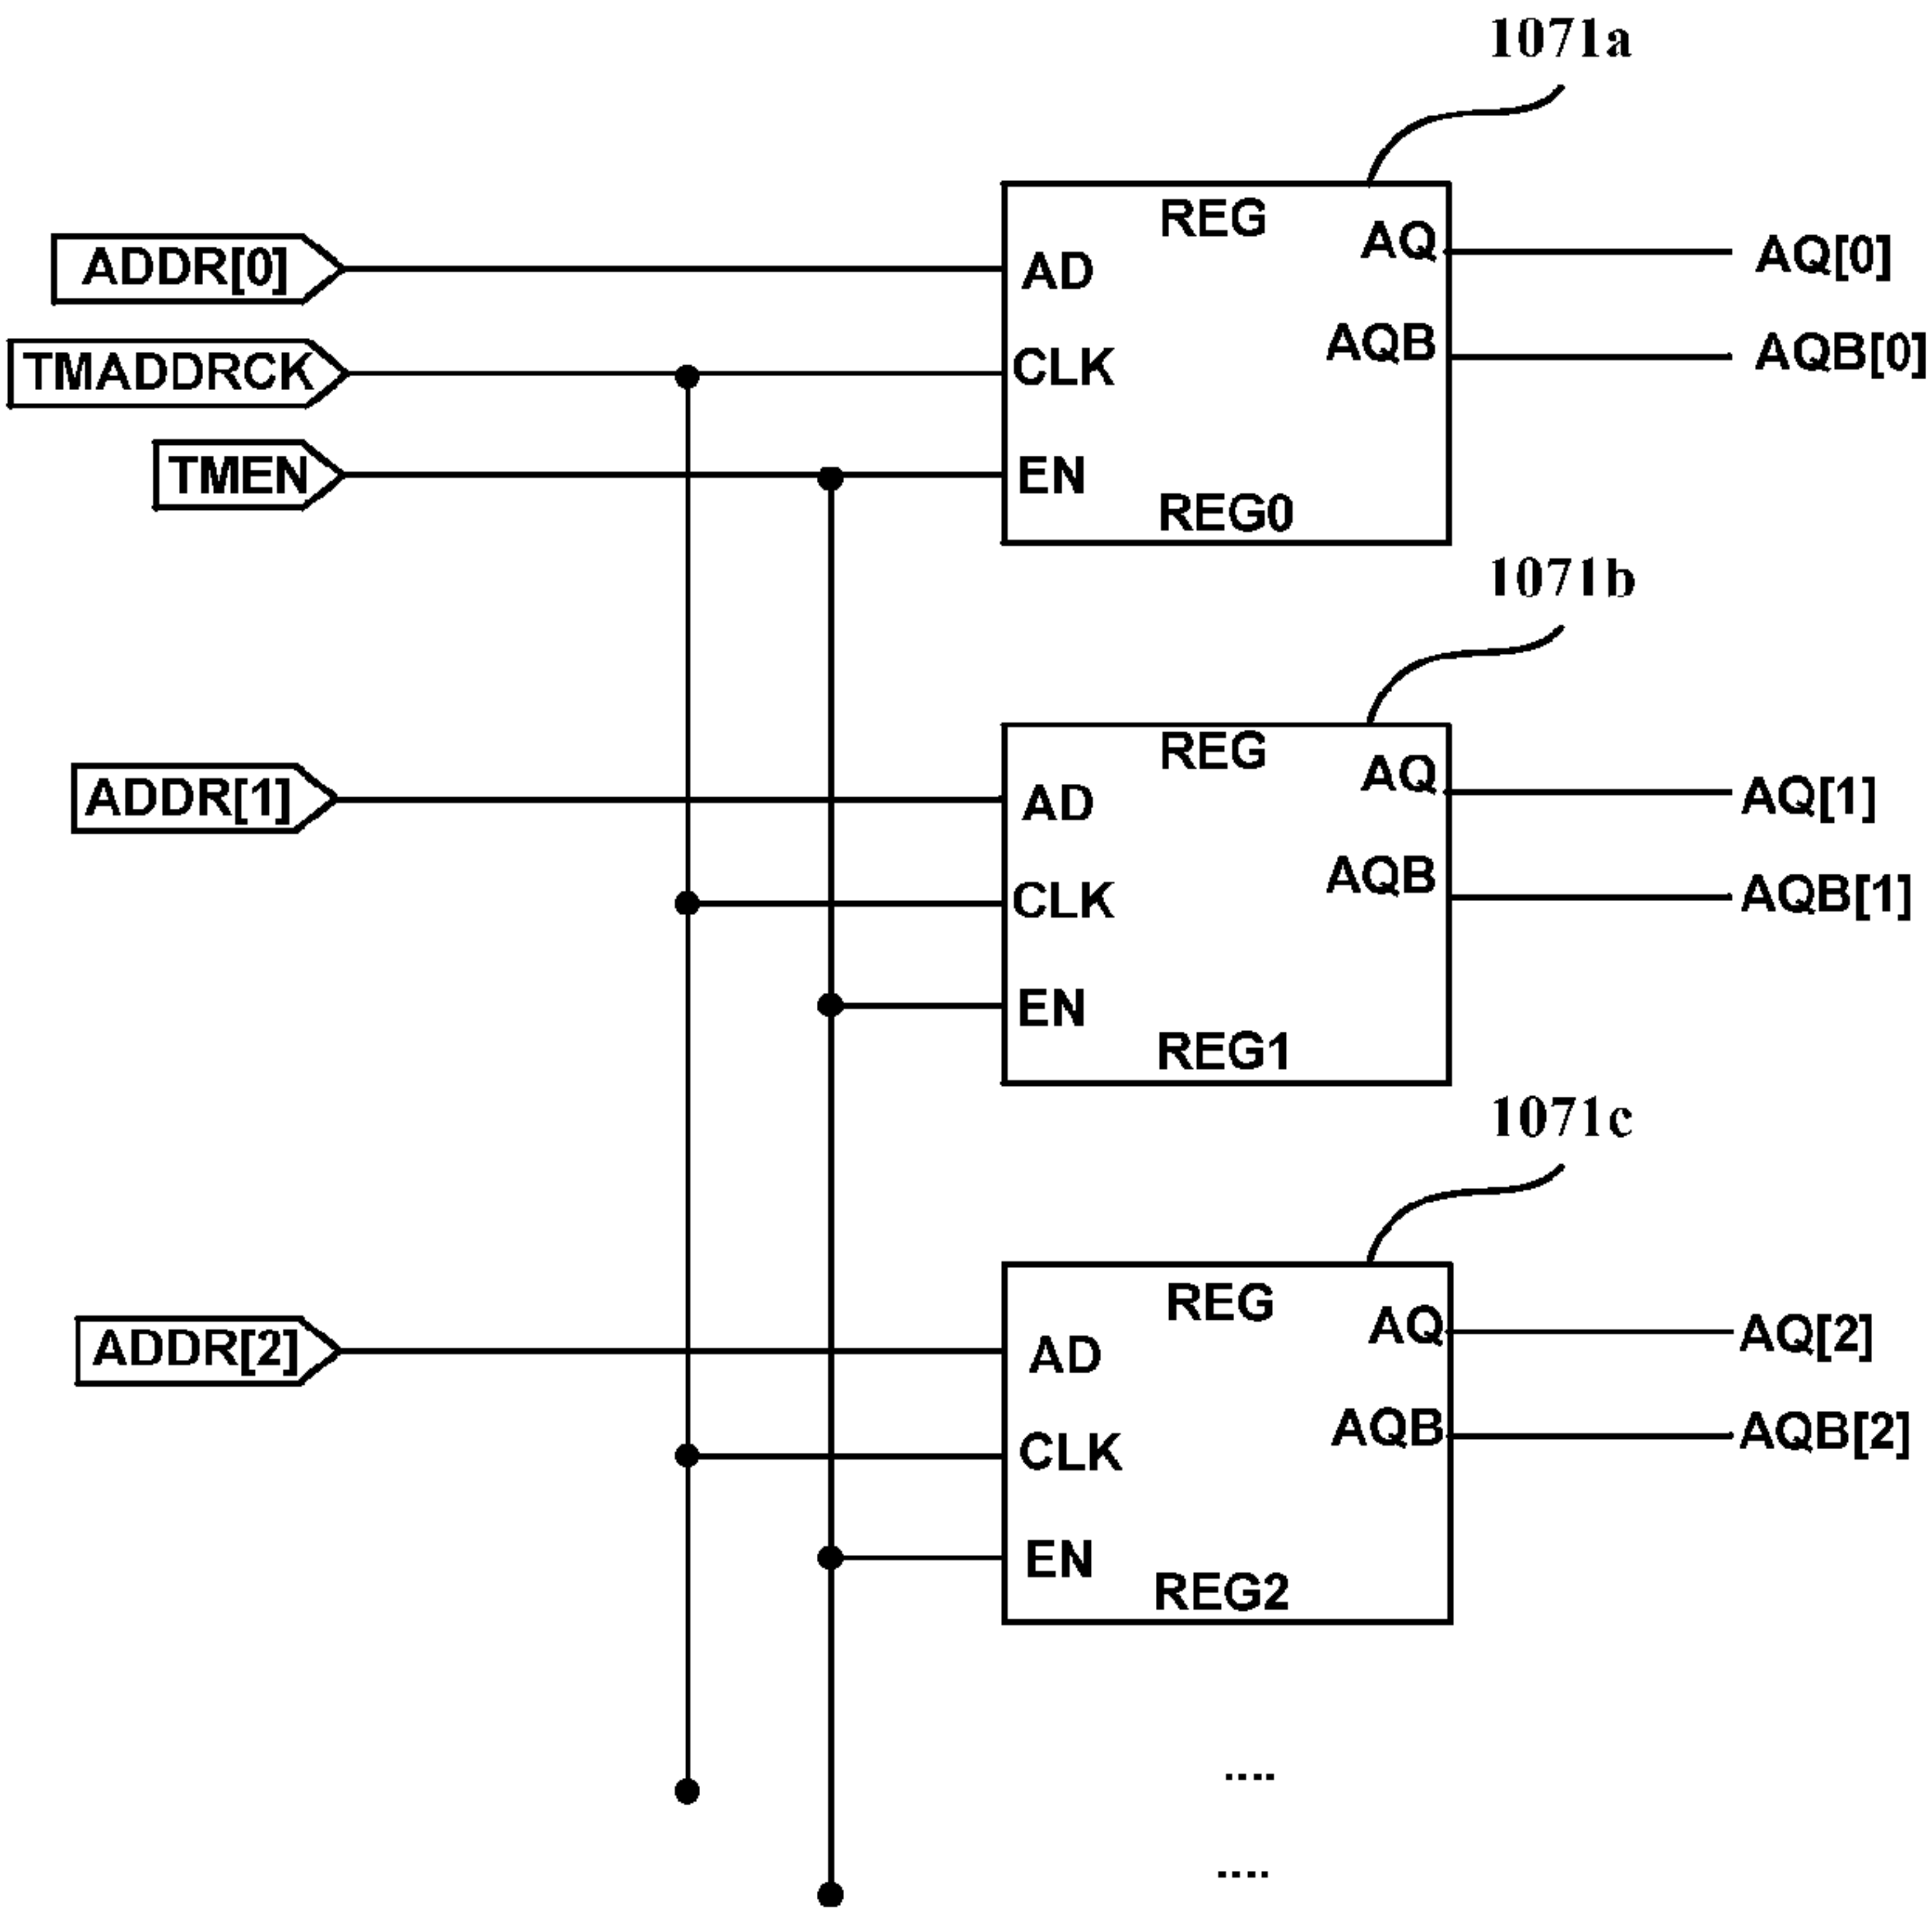 1071a
REG
AQ
AQ[0]
ADDR[0]
AD
AQB
AQB[0]
TMADDRCK
CLK
TMEN
EN
REG0
1071b
REG
AQ
AQ[1]
ADDR[1]
AD
AQB
AQB[1]
CLK
EN
REG1
1071c
REG
AQ
AQ[2]
ADDR[2]
AD
AQB
AQB[2]
CLK
EN
REG2
....
....